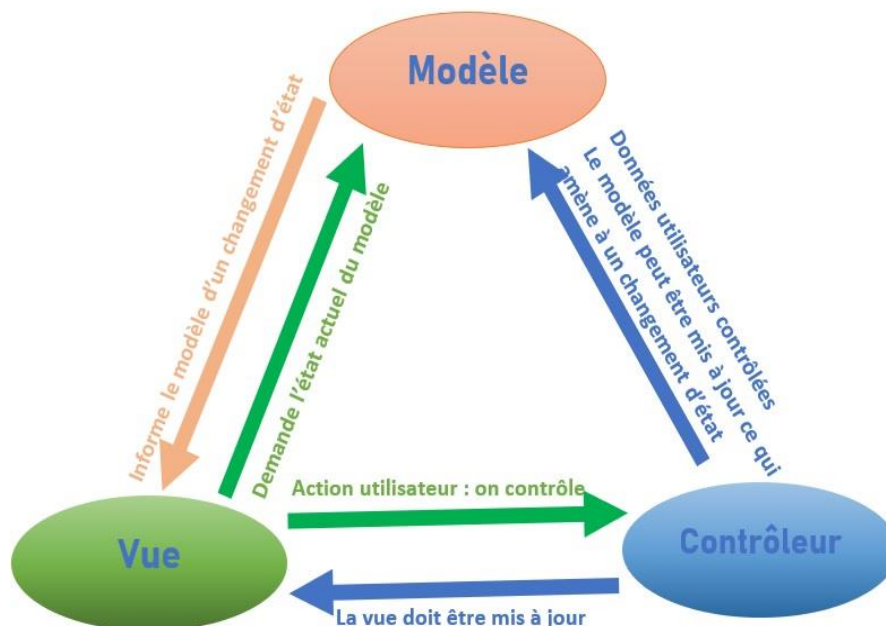 Modèle
Informe le modèle d'un changement d'état
Demande l'état actuel du modèle
Données utilisateurs contrôlées
Le modèle peut être mis à jour ce qui
amène à un changement d'état
Action utilisateur : on contrôle
Vue
Contrôleur
La vue doit être mis à jour